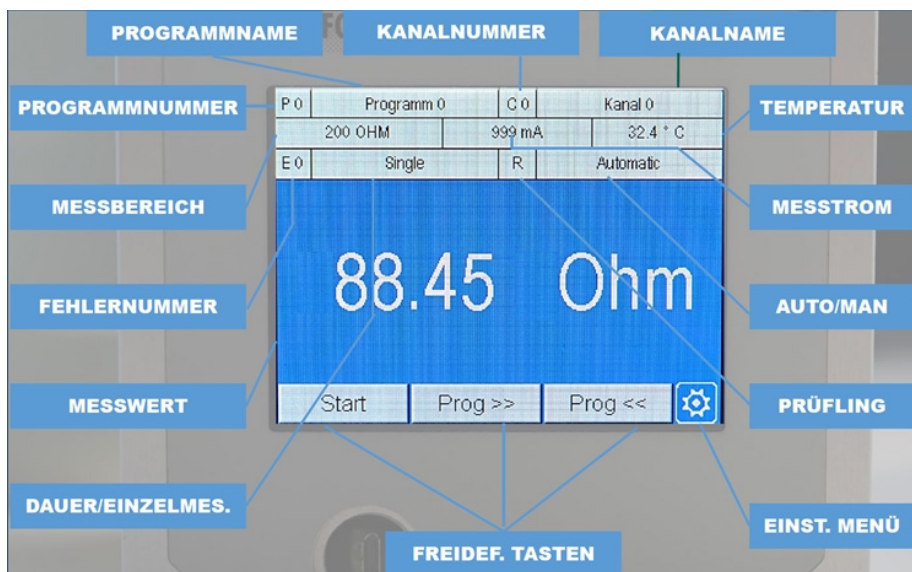 PROGRAMMNAME
KANALNUMMER
KANALNAME
PROGRAMMNUMMER
P 0
Programm 0
C 0
Kanal 0
TEMPERATUR
200 OHM
999 mA
32.4 ° C
E 0
Single
R
Automatic
MESSBEREICH
MESSTROM
88.45 Ohm
FEHLERNUMMER
AUTO/MAN
MESSWERT
Start
Prog >>
Prog <<
PRÜFLING
DAUER/EINZELMES.
FREIDEF. TASTEN
EINST. MENÜ